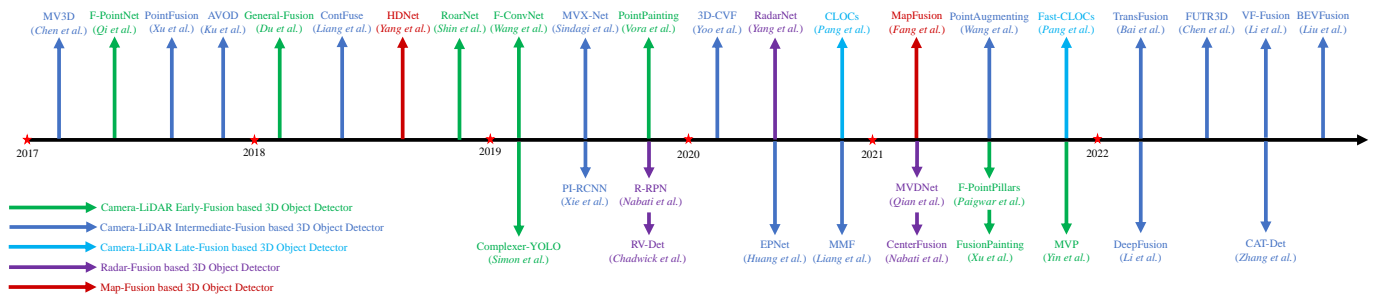 MV3D
(Chen et al.)
F-PointNet
(Qi et al.)
PointFusion
(Xu et al.)
AVOD
(Ku et al.)
General-Fusion
(Du et al.)
ContFuse
(Liang et al.)
HDNet
(Yang et al.)
RoarNet
(Shin et al.)
F-ConvNet
(Wang et al.)
MVX-Net
(Sindagi et al.)
PointPainting
(Vora et al.)
3D-CVF
(Yoo et al.)
RadarNet
(Yang et al.)
CLOCs
(Pang et al.)
MapFusion
(Fang et al.)
PointAugmenting
(Wang et al.)
Fast-CLOCs
(Pang et al.)
TransFusion
(Bai et al.)
FUTR3D
(Chen et al.)
VF-Fusion
(Li et al.)
BEVFusion
(Liu et al.)
2017
2018
2019
2020
2021
2022
PI-RCNN
(Xie et al.)
R-RPN
(Nabati et al.)
MVDNet
(Qian et al.)
F-PointPillars
(Paigwar et al.)
Complexer-YOLO
(Simon et al.)
RV-Det
(Chadwick et al.)
EPNet
(Huang et al.)
MMF
(Liang et al.)
CenterFusion
(Nabati et al.)
FusionPainting
(Xu et al.)
MVP
(Yin et al.)
DeepFusion
(Li et al.)
CAT-Det
(Zhang et al.)
Camera-LiDAR Early-Fusion based 3D Object Detector
Camera-LiDAR Intermediate-Fusion based 3D Object Detector
Camera-LiDAR Late-Fusion based 3D Object Detector
Radar-Fusion based 3D Object Detector
Map-Fusion based 3D Object Detector